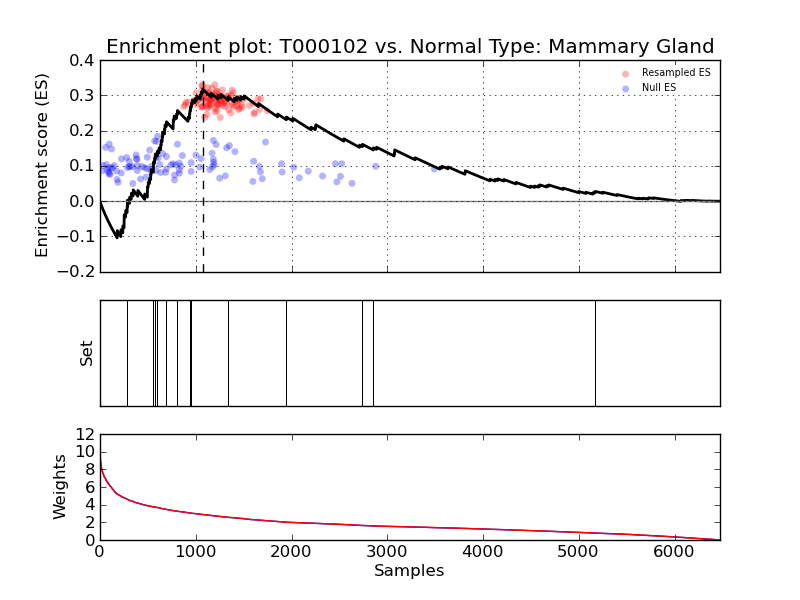 Enrichment plot: T000102 vs. Normal Type: Mammary Gland
Enrichment score (ES)
0.4
0.3
0.2
0.1
0.0
−0.1
−0.2
Resampled ES
Null ES
Set
Weights
12
10
8
6
4
2
0
0 1000 2000 3000 4000 5000 6000
Samples